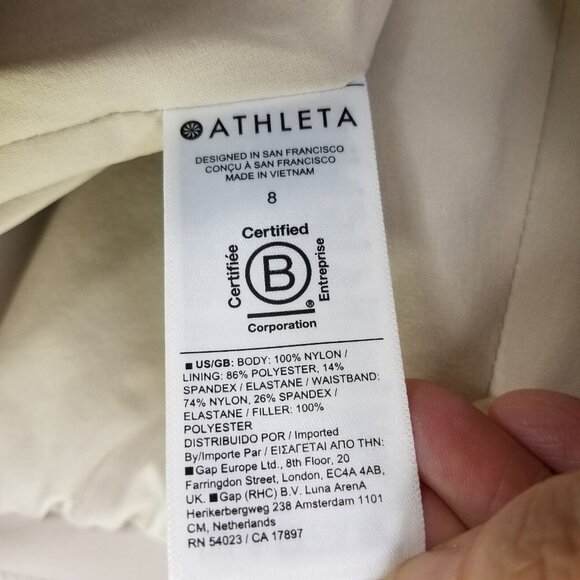 ATHLETA
DESIGNED IN SAN FRANCISCO
CONÇU À SAN FRANCISCO
MADE IN VIETNAM
8
Certified
Certifiée
B
Entreprise
®
Corporation
■ US/GB: BODY: 100% NYLON /
LINING: 86% POLYESTER, 14%
SPANDEX / ELASTANE / WAISTBAND:
74% NYLON, 26% SPANDEX /
ELASTANE / FILLER: 100%
POLYESTER
DISTRIBUIDO POR / Imported
By/Importe Par / ΕΙΣΑΓΕΤΑΙ ΑΠΟ ΤΗΝ:
■ Gap Europe Ltd., 8th Floor, 20
Farringdon Street, London, EC4A 4AB,
UK. ■ Gap (RHC) B.V. Luna ArenA
Herikerbergweg 238 Amsterdam 1101
CM, Netherlands
RN 54023 / CA 17897